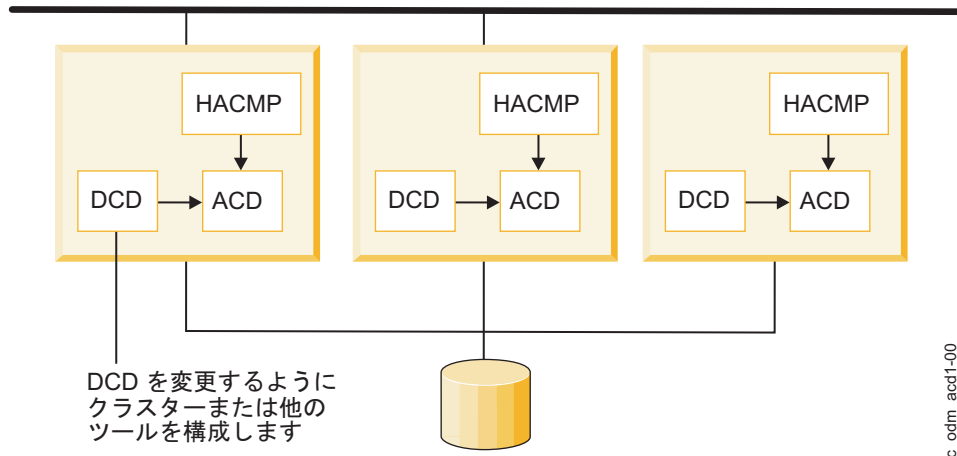 HACMP
HACMP
HACMP
DCD
ACD
DCD
ACD
DCD
ACD
DCD を変更するように
クラスターまたは他の
ツールを構成します
c_odm_acd1-00